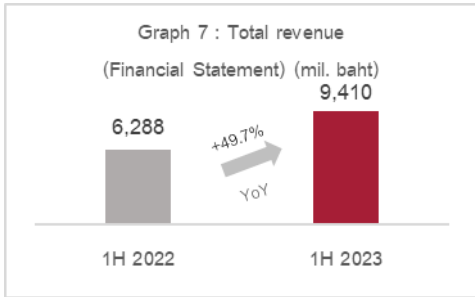 Graph 7 : Total revenue
(Financial Statement) (mil. baht)
9,410
6,288
+49.7%
YoY
1H 2022
1H 2023